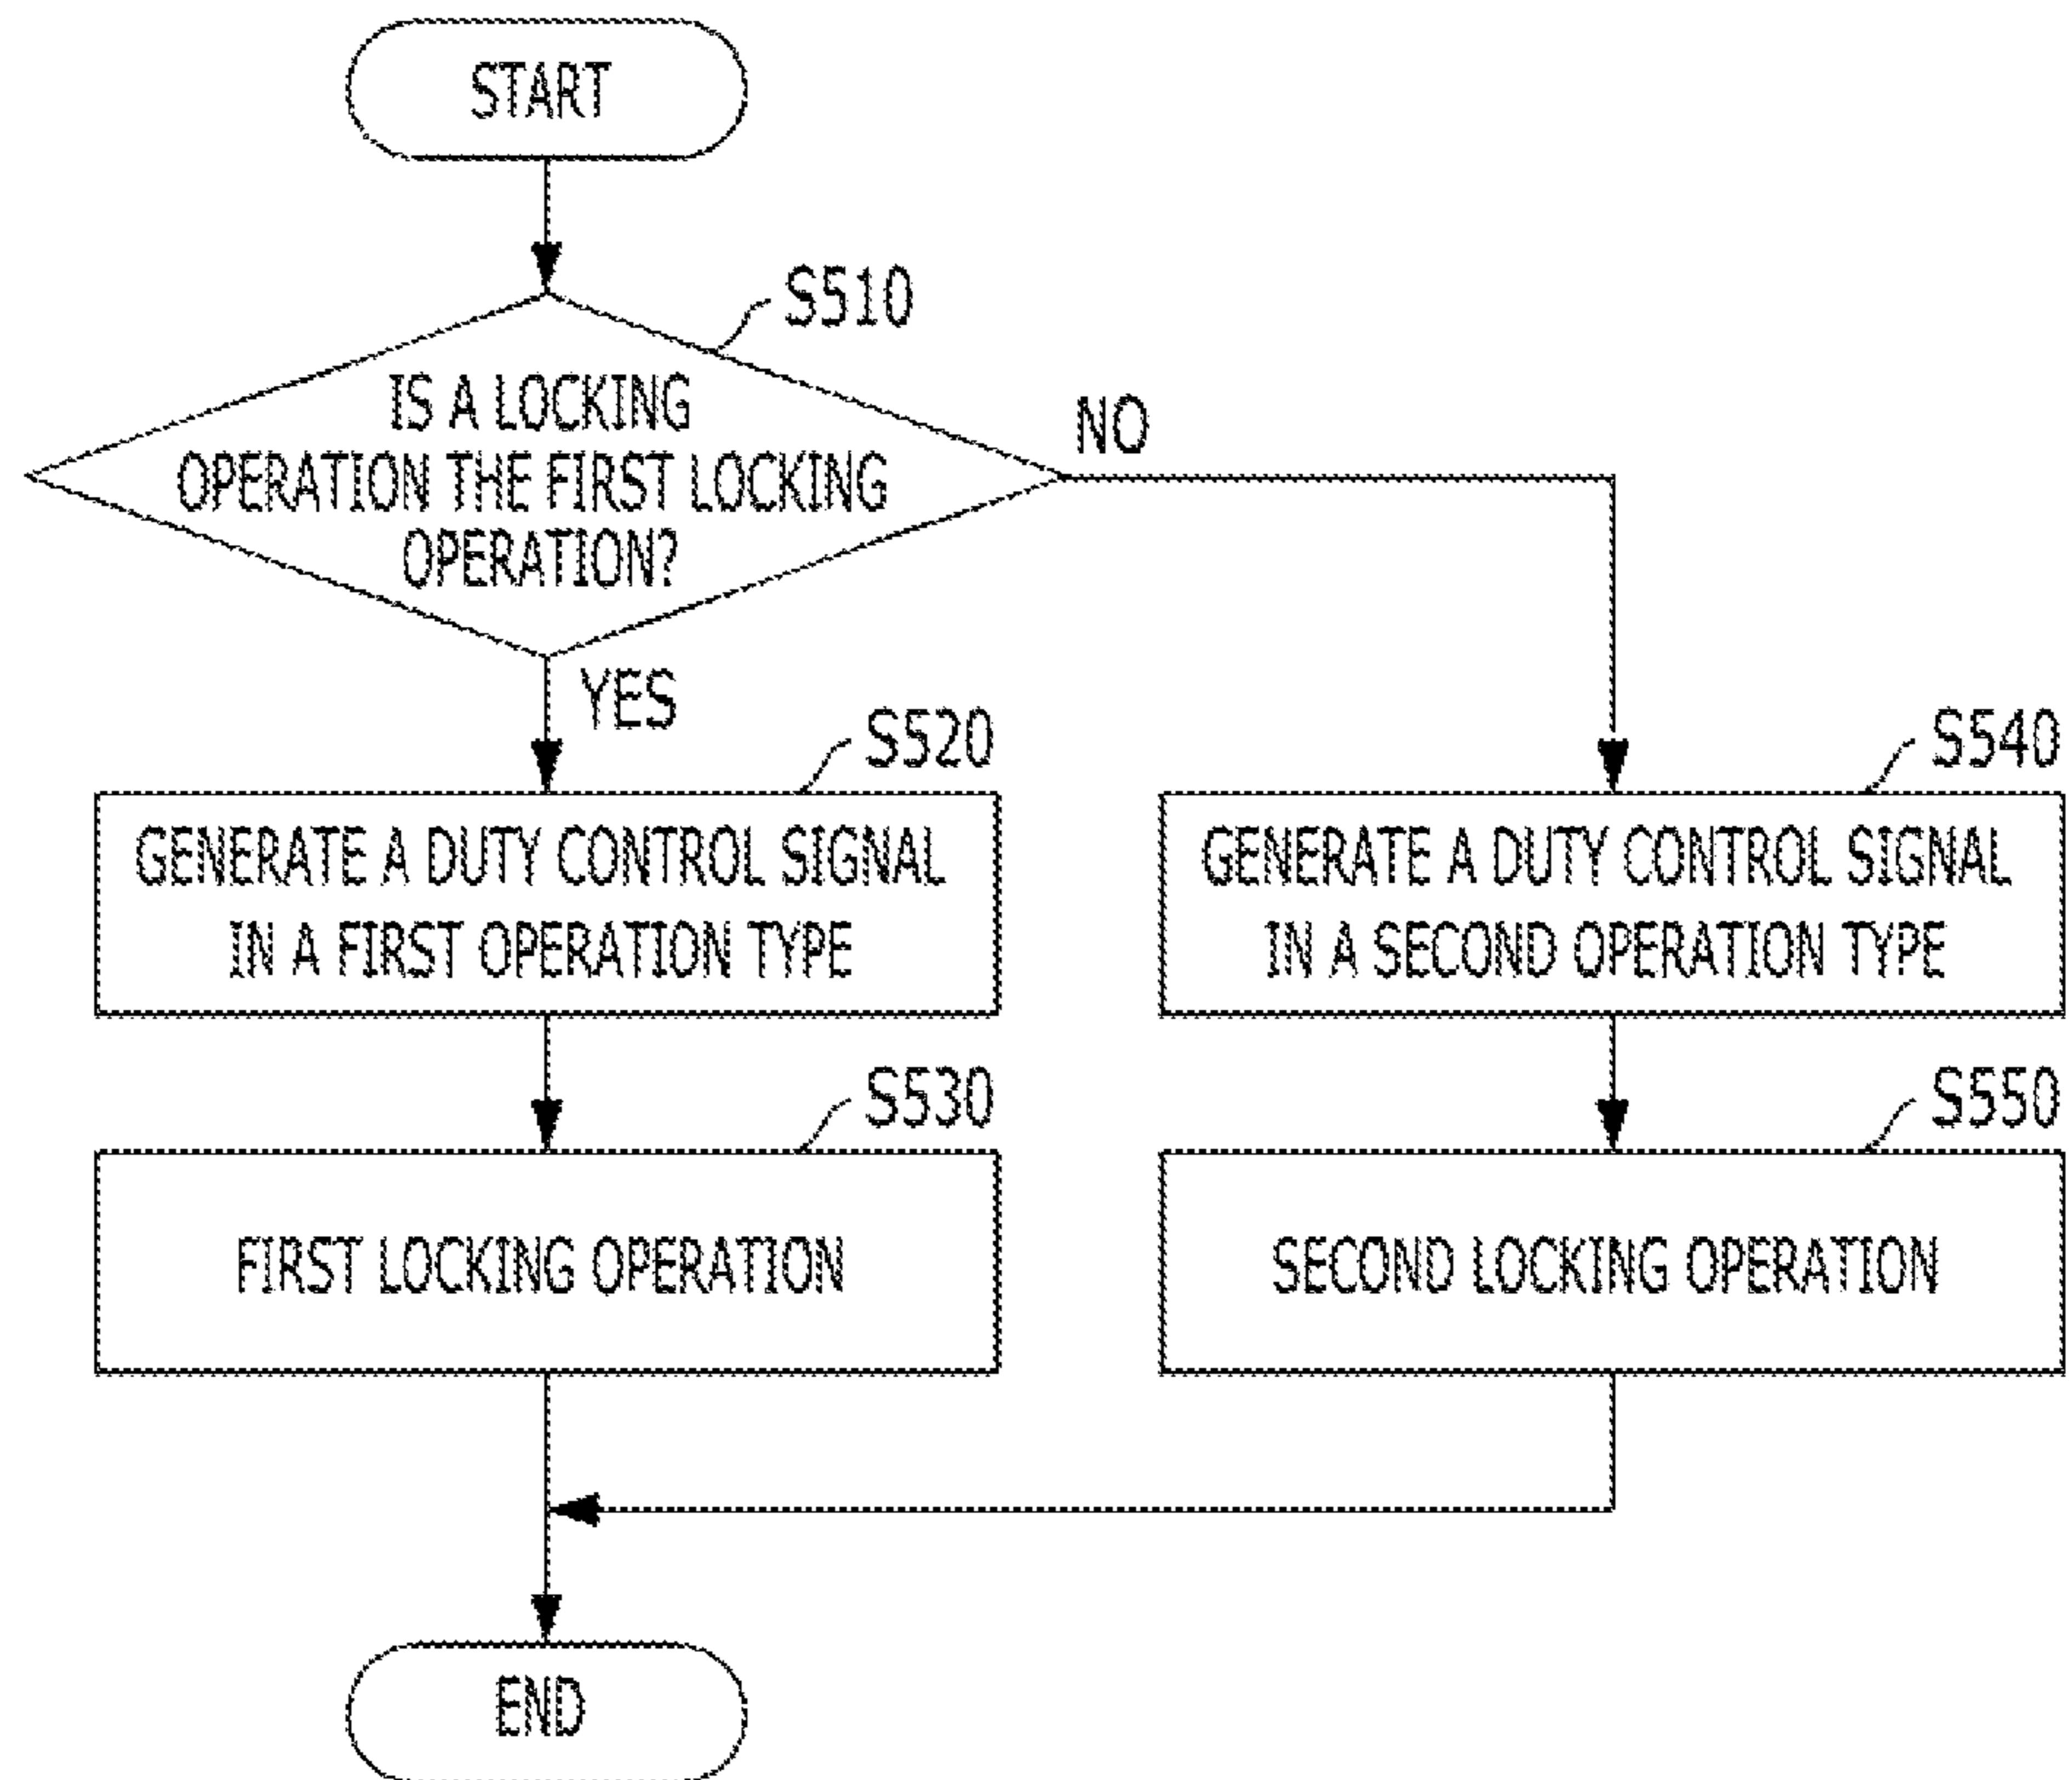 START
S510
IS A LOCKING
OPERATION THE FIRST LOCKING
OPERATION?
NO
YES
S520
GENERATE A DUTY CONTROL SIGNAL
IN A FIRST OPERATION TYPE
S540
GENERATE A DUTY CONTROL SIGNAL
IN A SECOND OPERATION TYPE
S530
FIRST LOCKING OPERATION
S550
SECOND LOCKING OPERATION
END